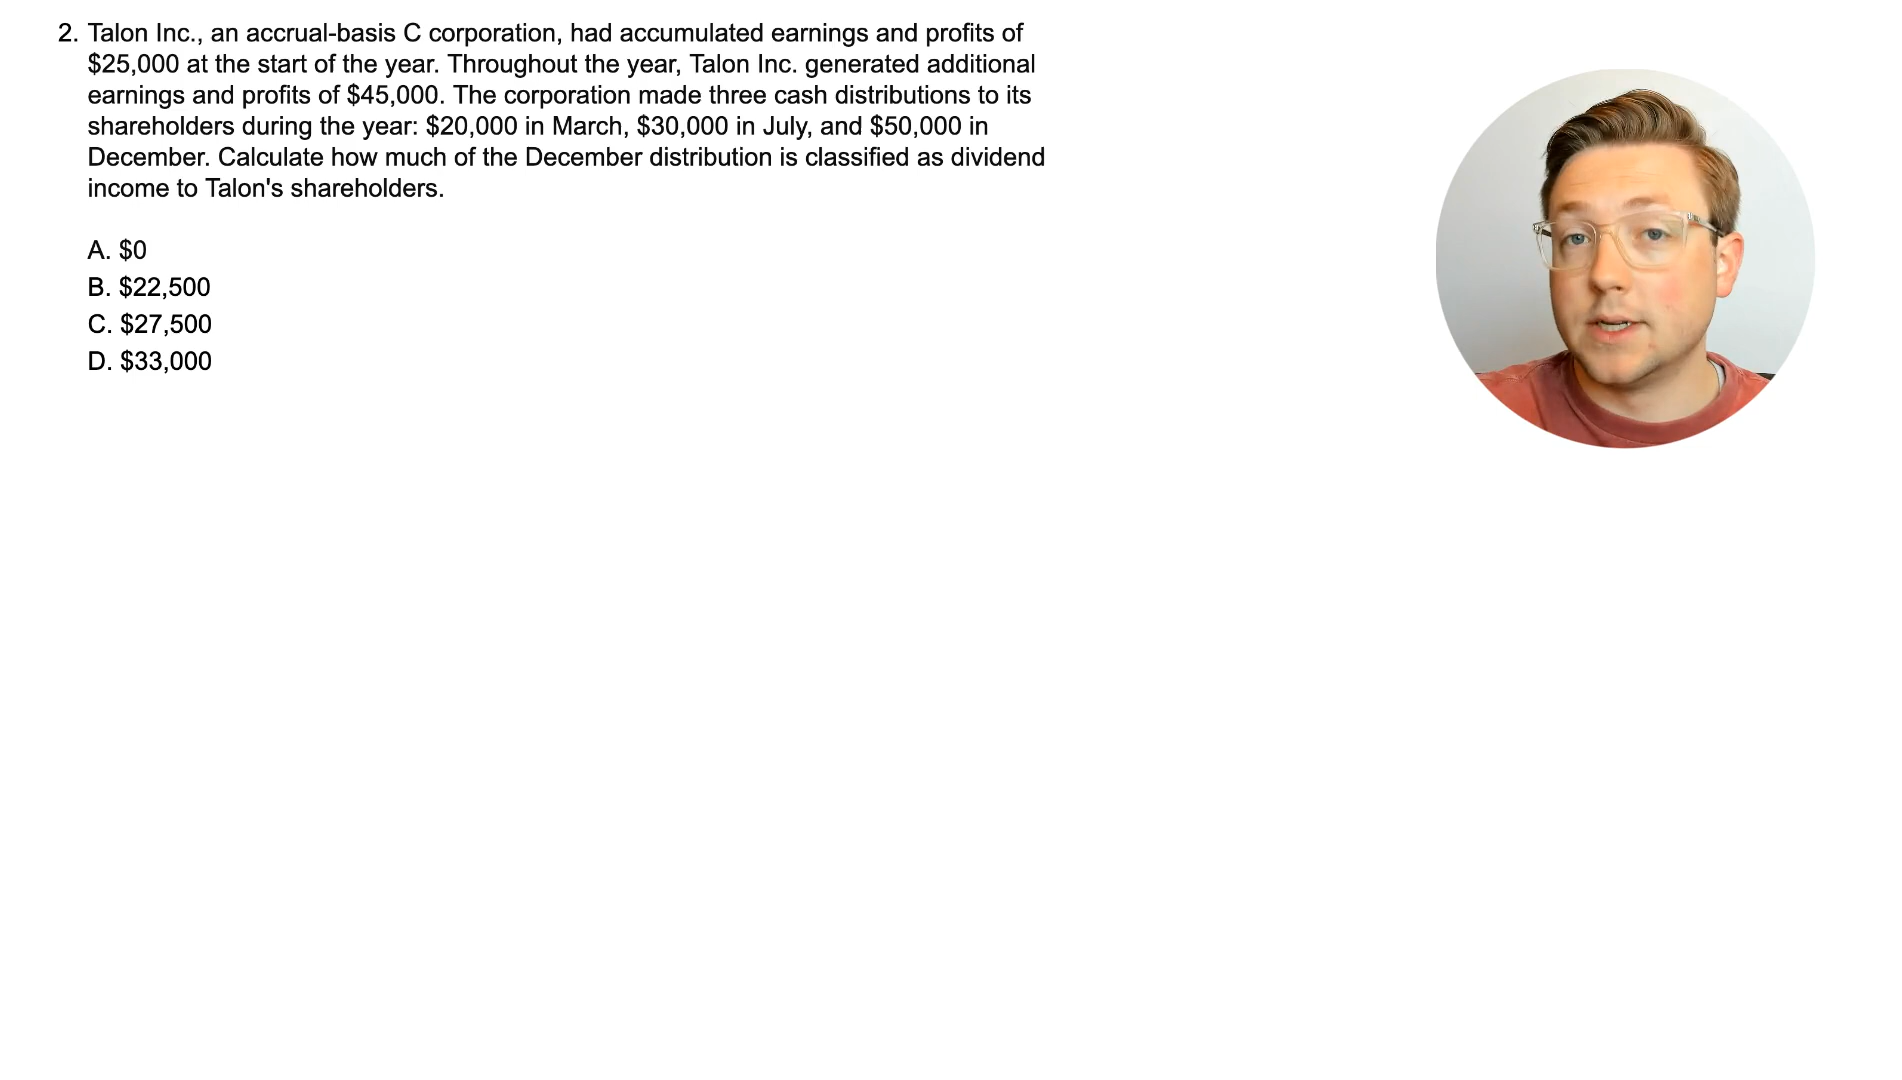 2. Talon Inc., an accrual-basis C corporation, had accumulated earnings and profits of
$25,000 at the start of the year. Throughout the year, Talon Inc. generated additional
earnings and profits of $45,000. The corporation made three cash distributions to its
shareholders during the year: $20,000 in March, $30,000 in July, and $50,000 in
December. Calculate how much of the December distribution is classified as dividend
income to Talon's shareholders.
A. $0
B. $22,500
C. $27,500
D. $33,000